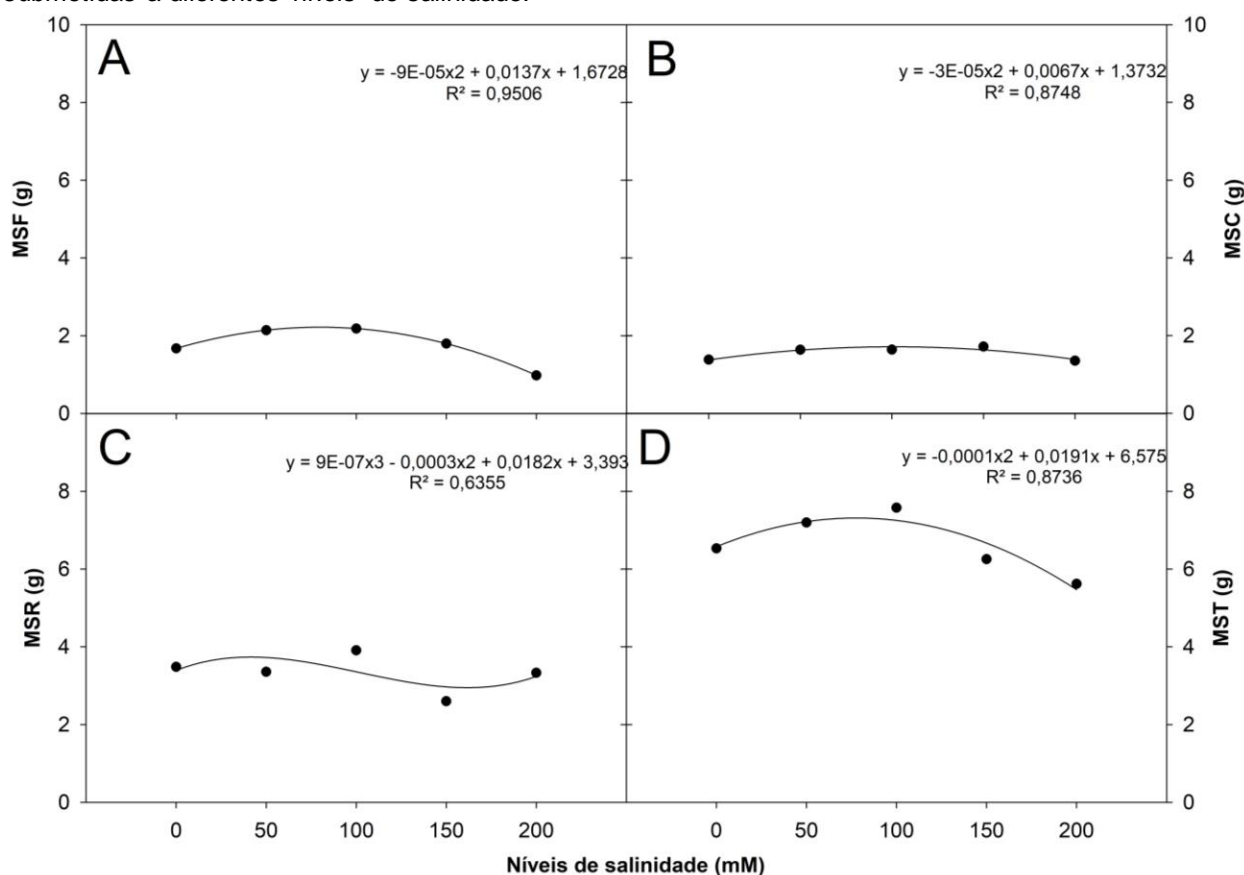 submetidas a diferentes níveis de salinidade.
A
y = -9E-05x2 + 0,0137x + 1,6728
R² = 0,9506
B
y = -3E-05x2 + 0,0067x + 1,3732
R² = 0,8748
10
8
6
4
2
0
MSF (g)
10
8
6
4
2
0
MSC (g)
C
y = 9E-07x3 - 0,0003x2 + 0,0182x + 3,393
R² = 0,6355
D
y = -0,0001x2 + 0,0191x + 6,575
R² = 0,8736
8
6
4
2
0
MSR (g)
8
6
4
2
0
MST (g)
0 50 100 150 200
0 50 100 150 200
Níveis de salinidade (mM)